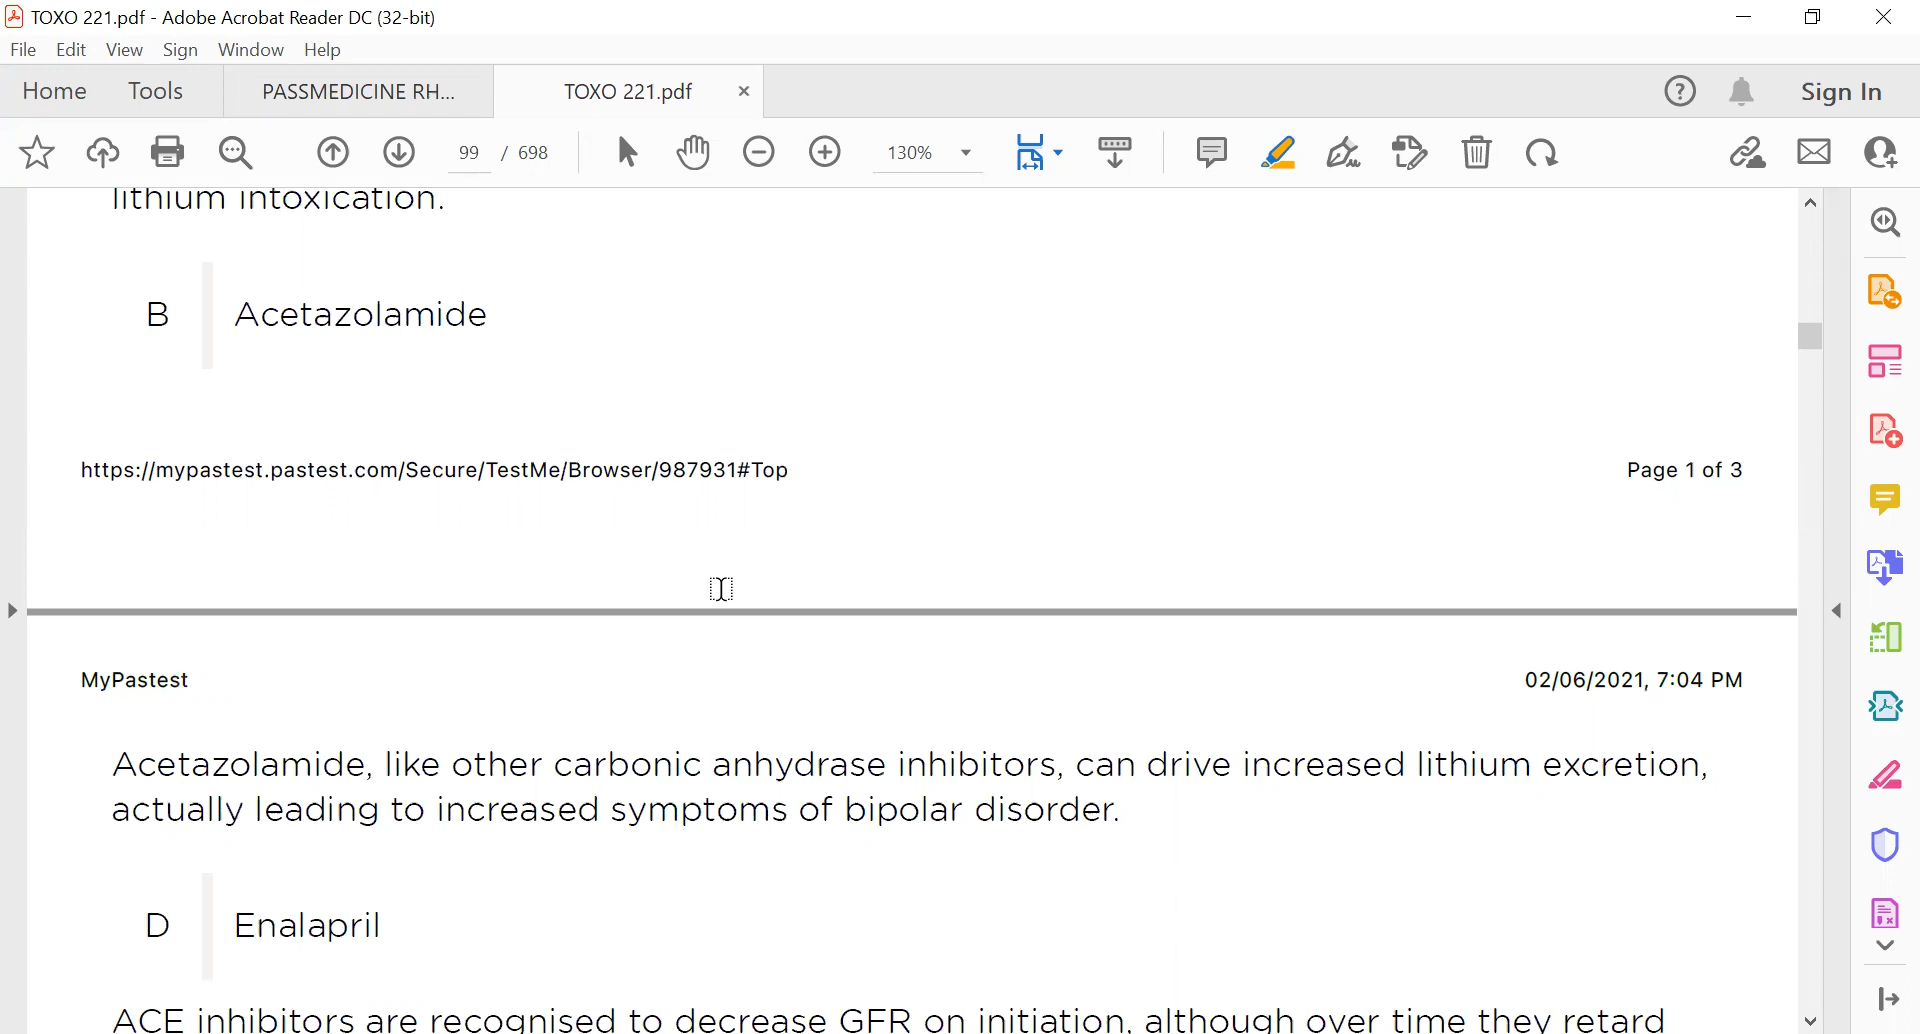 TOXO 221.pdf - Adobe Acrobat Reader DC (32-bit)
File Edit View Sign Window Help
Home Tools PASSMEDICINE RH... TOXO 221.pdf × Sign In
99 / 698 130%
lithium intoxication.
B Acetazolamide
https://mypastest.pastest.com/Secure/TestMe/Browser/987931#Top Page 1 of 3
MyPastest 02/06/2021, 7:04 PM
Acetazolamide, like other carbonic anhydrase inhibitors, can drive increased lithium excretion,
actually leading to increased symptoms of bipolar disorder.
D Enalapril
ACE inhibitors are recognised to decrease GFR on initiation, although over time they retard